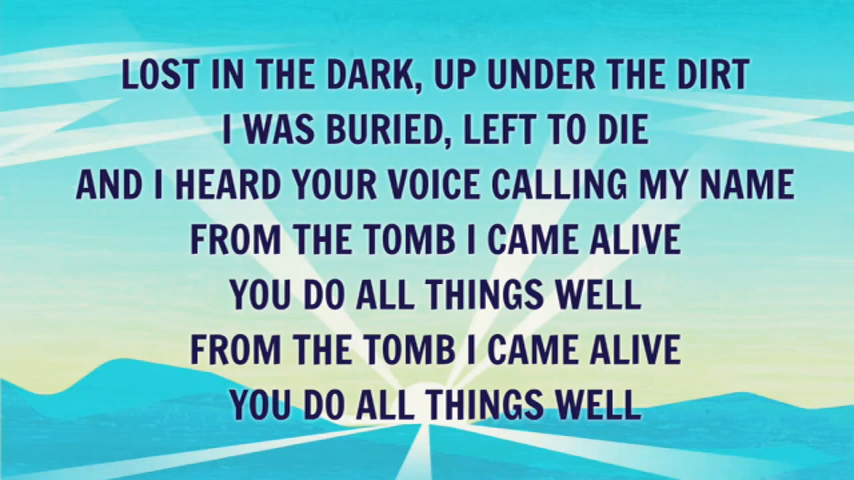 LOST IN THE DARK, UP UNDER THE DIRT
I WAS BURIED, LEFT TO DIE
AND I HEARD YOUR VOICE CALLING MY NAME
FROM THE TOMB I CAME ALIVE
YOU DO ALL THINGS WELL
FROM THE TOMB I CAME ALIVE
YOU DO ALL THINGS WELL